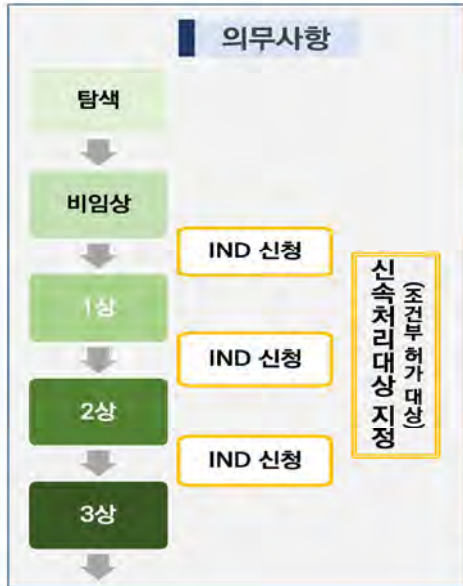 의무사항
탐색
비임상
IND 신청
1상
IND 신청
2상
IND 신청
3상
신속처리대상 지정
(조건부 허가 대상)